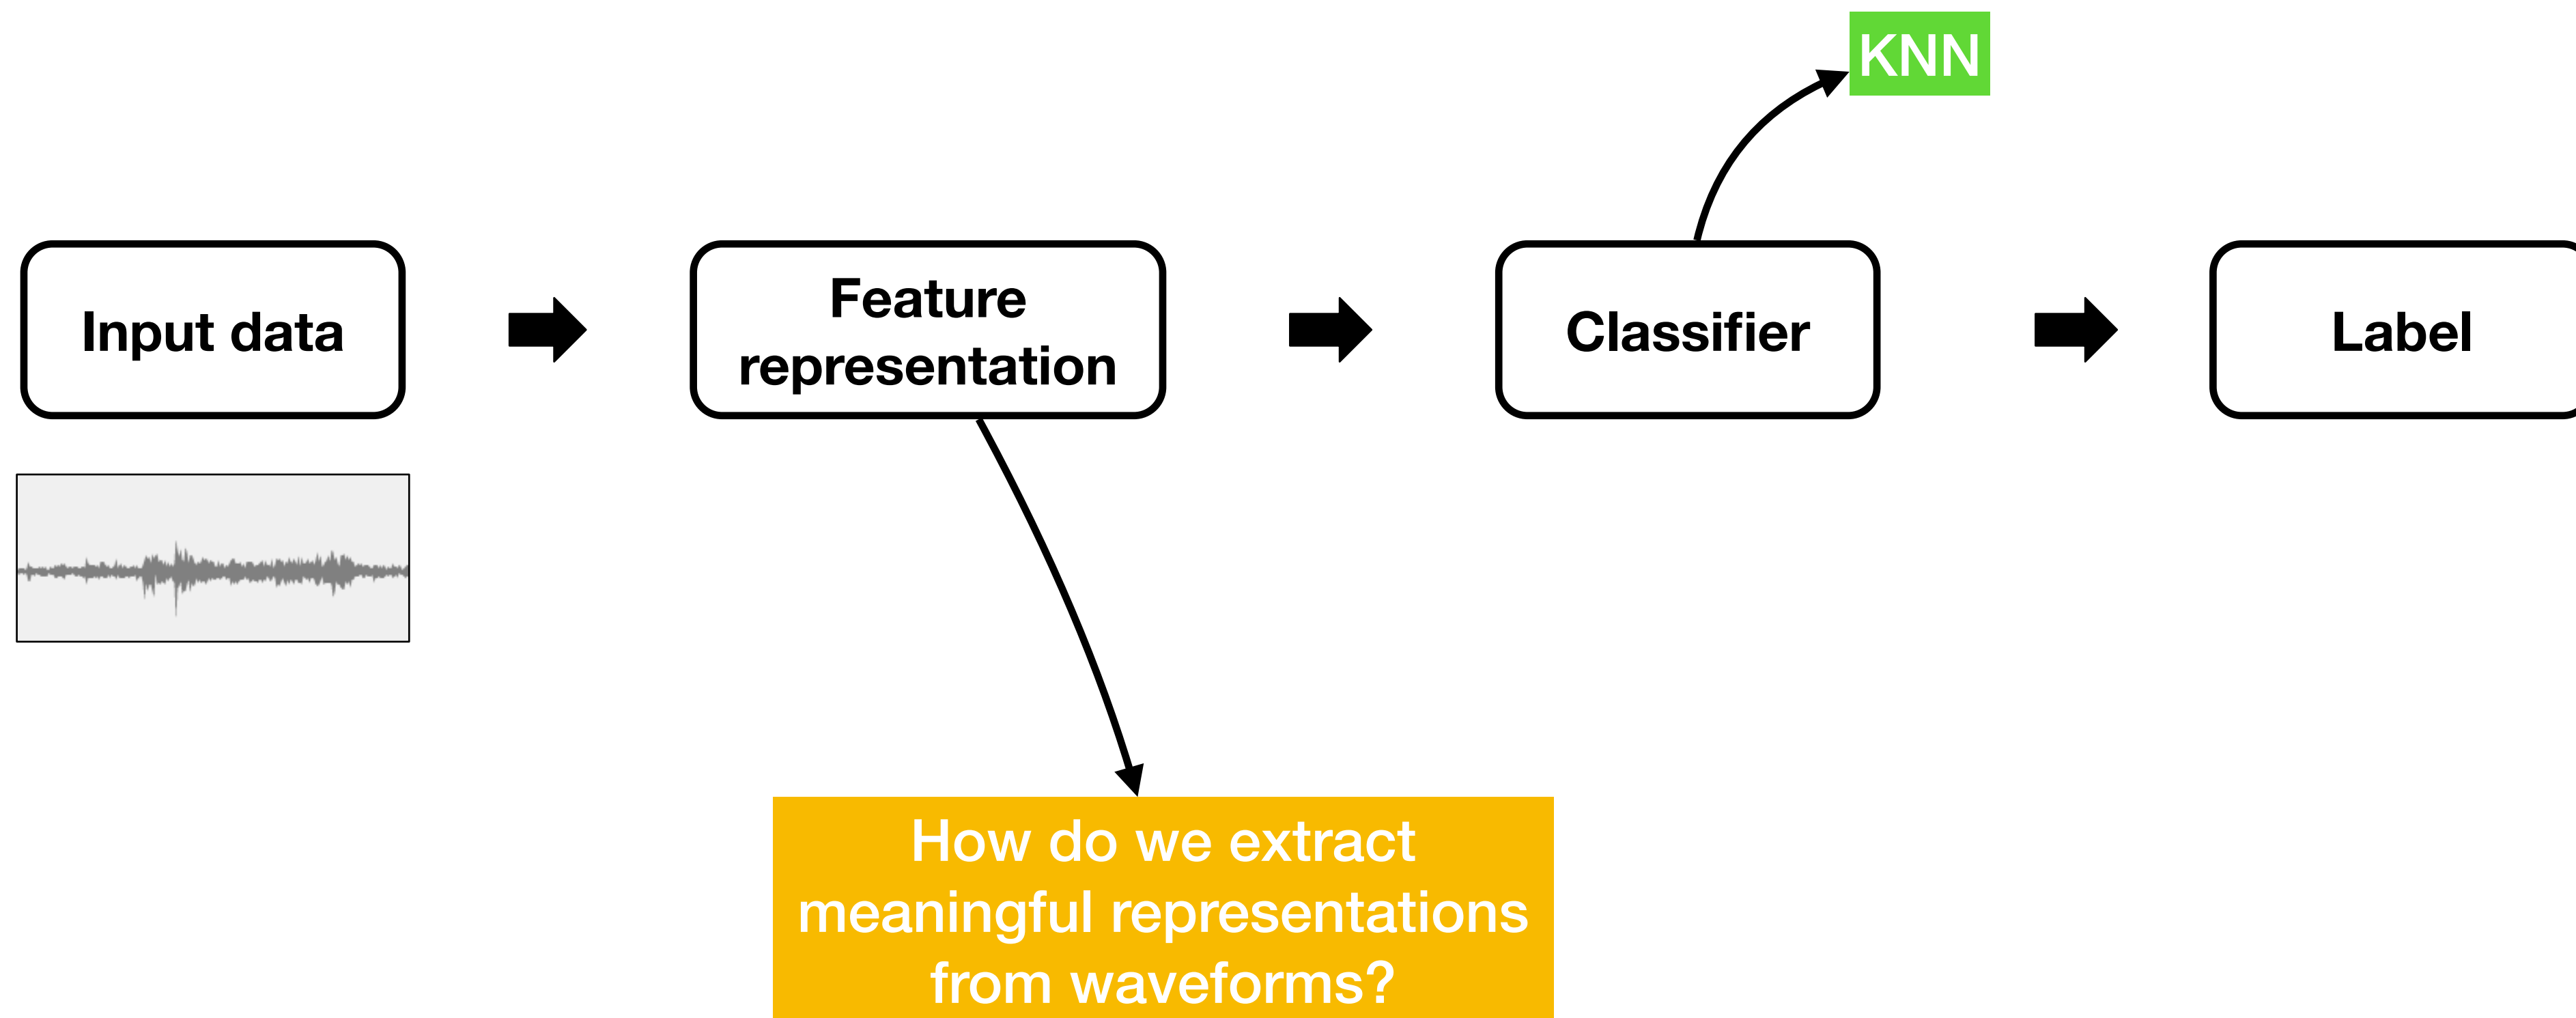 KNN
Input data
Feature
representation
Classifier
Label
How do we extract
meaningful representations
from waveforms?